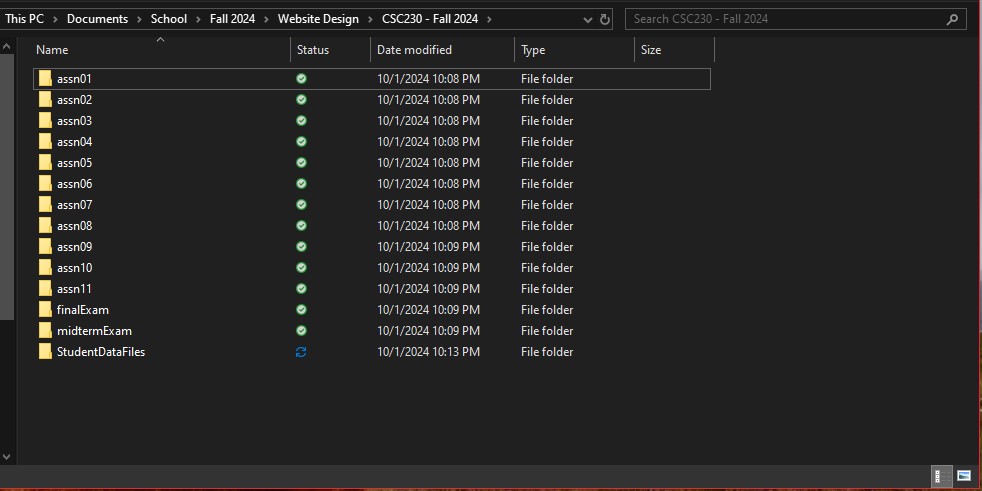 This PC > Documents > School > Fall 2024 > Website Design > CSC230 - Fall 2024 >
Search CSC230 - Fall 2024
Name Status Date modified Type Size
assn01 10/1/2024 10:08 PM File folder
assn02 10/1/2024 10:08 PM File folder
assn03 10/1/2024 10:08 PM File folder
assn04 10/1/2024 10:08 PM File folder
assn05 10/1/2024 10:08 PM File folder
assn06 10/1/2024 10:08 PM File folder
assn07 10/1/2024 10:08 PM File folder
assn08 10/1/2024 10:08 PM File folder
assn09 10/1/2024 10:09 PM File folder
assn10 10/1/2024 10:09 PM File folder
assn11 10/1/2024 10:09 PM File folder
finalExam 10/1/2024 10:09 PM File folder
midtermExam 10/1/2024 10:09 PM File folder
StudentDataFiles 10/1/2024 10:13 PM File folder